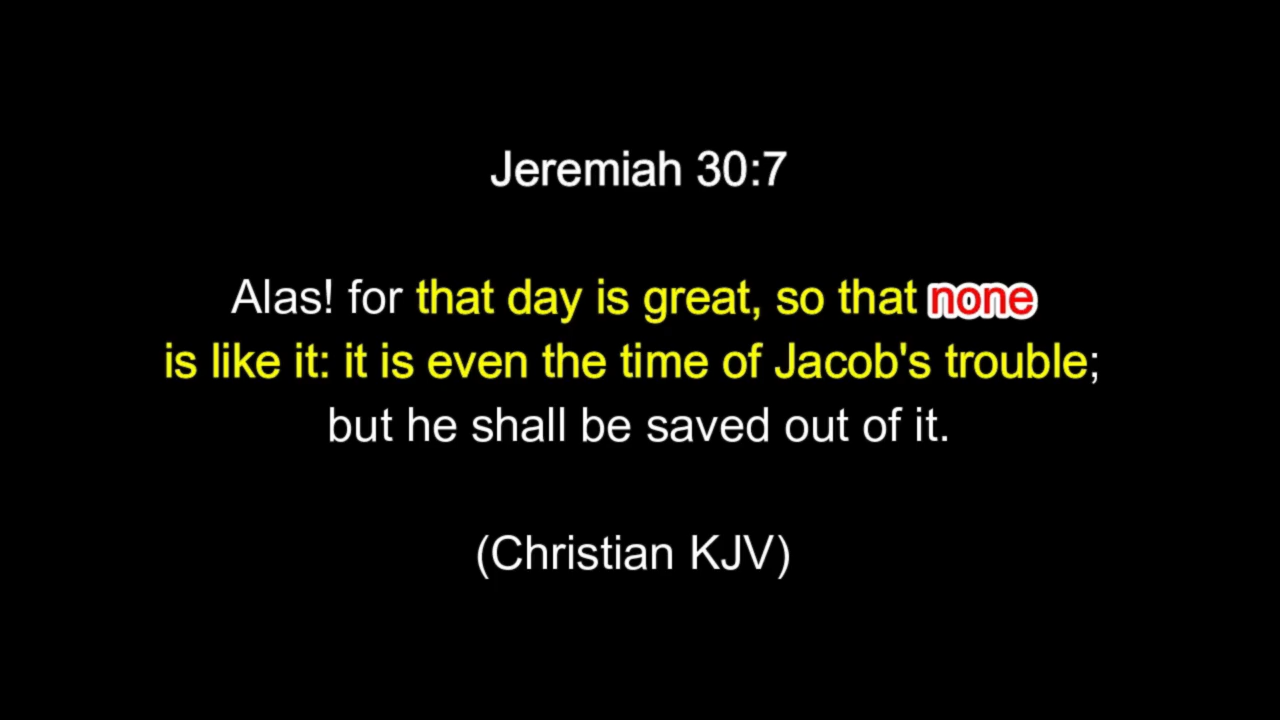 Jeremiah 30:7
Alas! for that day is great, so that none
is like it: it is even the time of Jacob's trouble;
but he shall be saved out of it.
(Christian KJV)